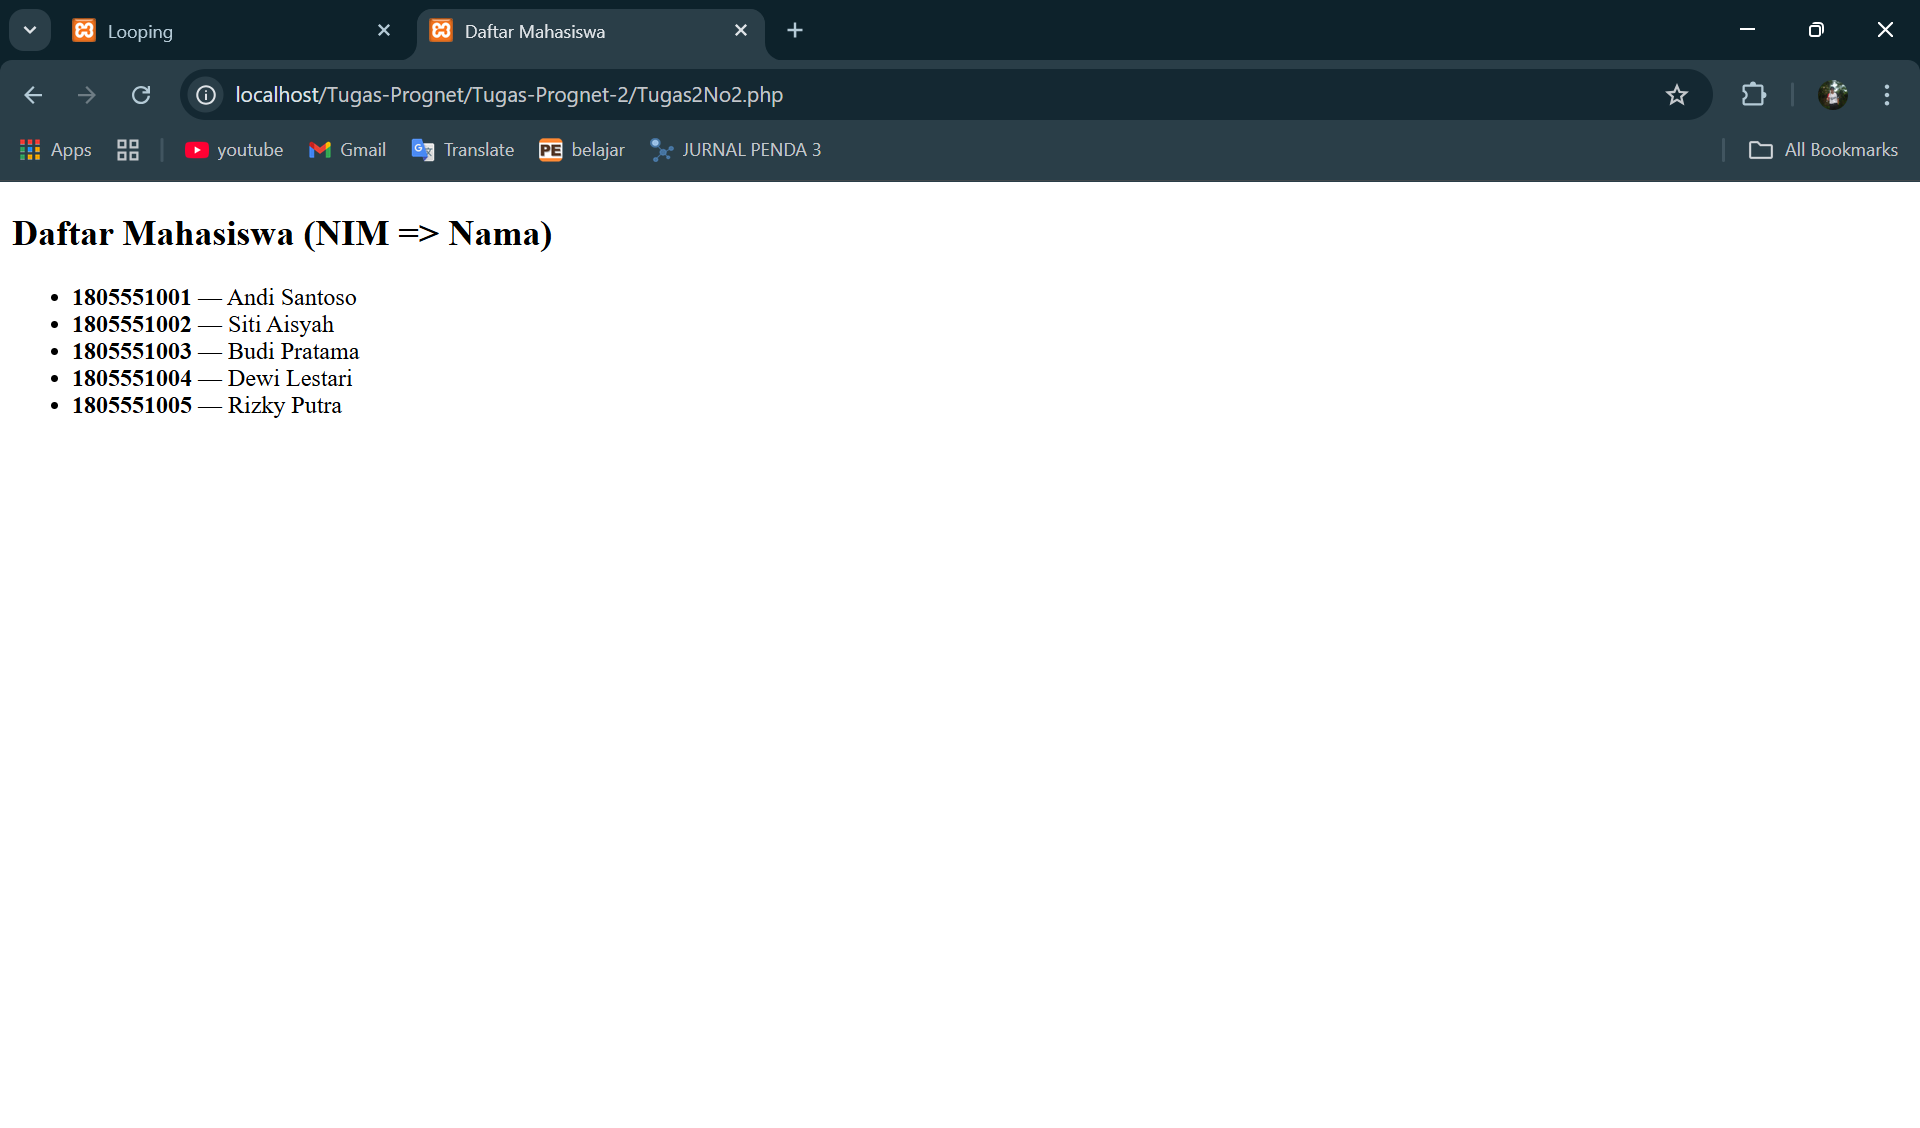 Looping
Daftar Mahasiswa
localhost/Tugas-Prognet/Tugas-Prognet-2/Tugas2No2.php
Apps youtube Gmail Translate PE belajar JURNAL PENDA 3 All Bookmarks
Daftar Mahasiswa (NIM => Nama)
• 1805551001 — Andi Santoso
• 1805551002 — Siti Aisyah
• 1805551003 — Budi Pratama
• 1805551004 — Dewi Lestari
• 1805551005 — Rizky Putra